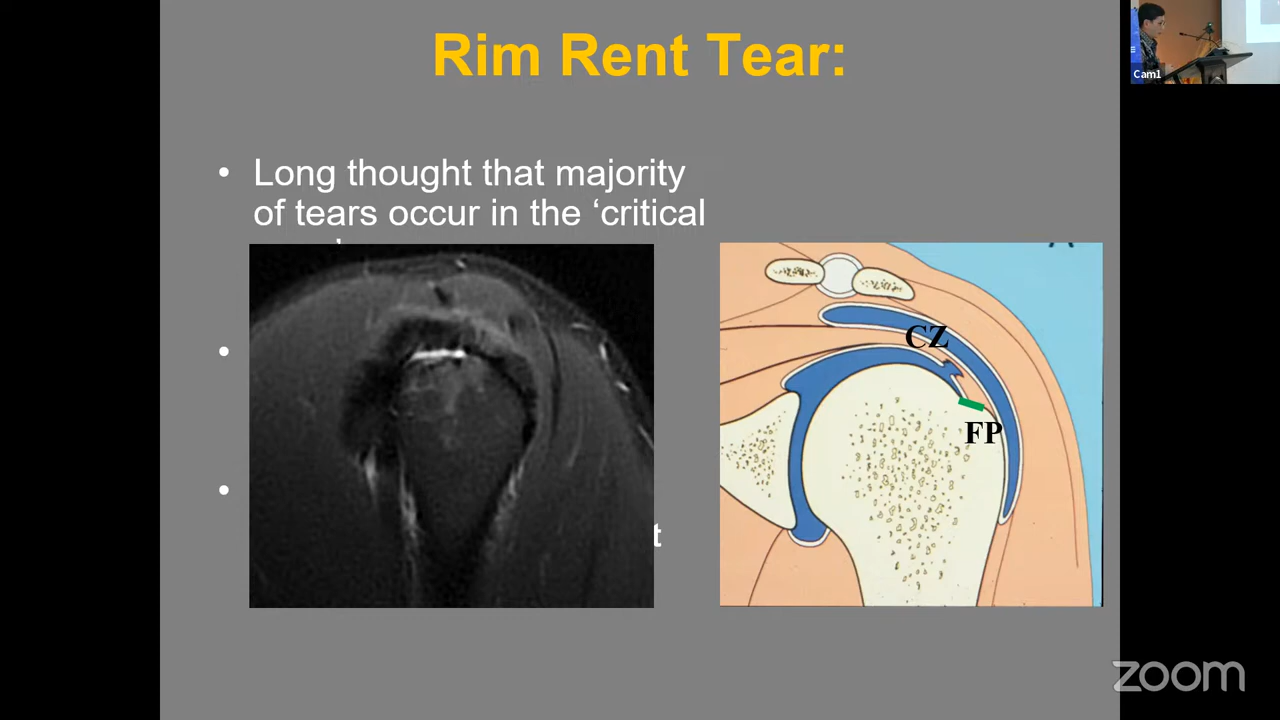 Rim Rent Tear:
• Long thought that majority
of tears occur in the ‘critical
•
•
t
CZ
FP
Cam1
zoom